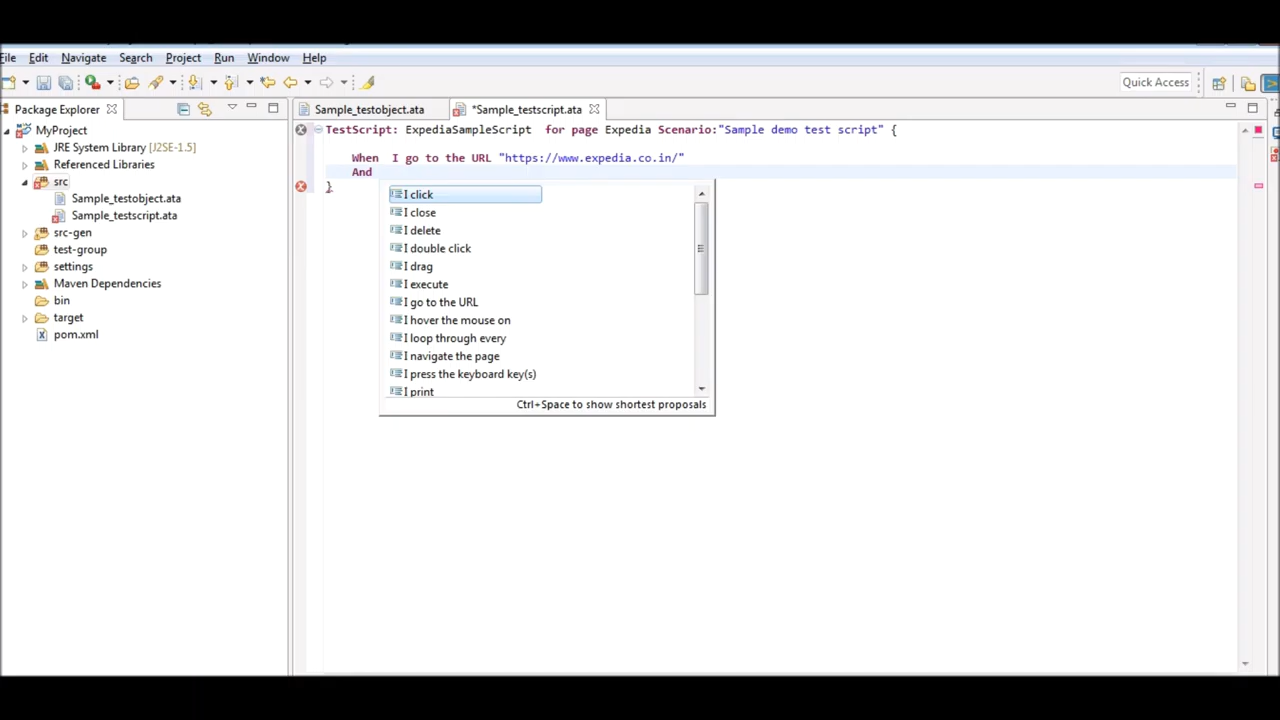 File Edit Navigate Search Project Run Window Help
Quick Access
Package Explorer
Sample_testobject.ata
*Sample_testscript.ata
MyProject
JRE System Library [J2SE-1.5]
Referenced Libraries
src
Sample_testobject.ata
Sample_testscript.ata
src-gen
test-group
settings
Maven Dependencies
bin
target
pom.xml
TestScript: ExpediaSampleScript for page Expedia Scenario:"Sample demo test script" {
When I go to the URL "https://www.expedia.co.in/"
And
}
I click
I close
I delete
I double click
I drag
I execute
I go to the URL
I hover the mouse on
I loop through every
I navigate the page
I press the keyboard key(s)
I print
Ctrl+Space to show shortest proposals